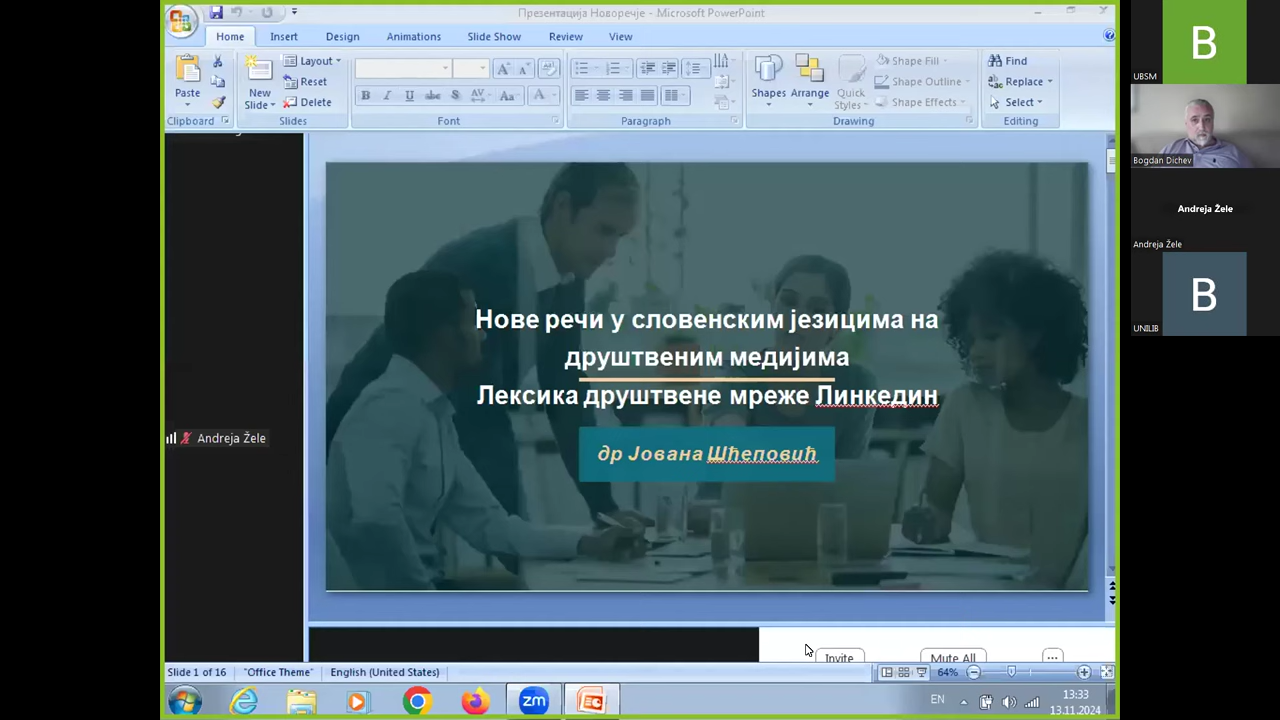 Презентација Новоречје - Microsoft PowerPoint
Home Insert Design Animations Slide Show Review View
Paste
New
Slide
Layout
Reset
Delete
B I U abc S AV Aa A
Shapes Arrange Quick
Styles
Shape Fill
Shape Outline
Shape Effects
Find
Replace
Select
Clipboard Slides Font Paragraph Drawing Editing
Нове речи у словенским језицима на
друштвеним медијима
Лексика друштвене мреже Линкедин
др Јована Шћеповић
Andreja Žele
Invite Mute All ...
Slide 1 of 16 "Office Theme" English (United States) 64%
zm
EN
13:33
13.11.2024
B
UBSM
Bogdan Dichev
Andreja Žele
Andreja Žele
B
UNILIB